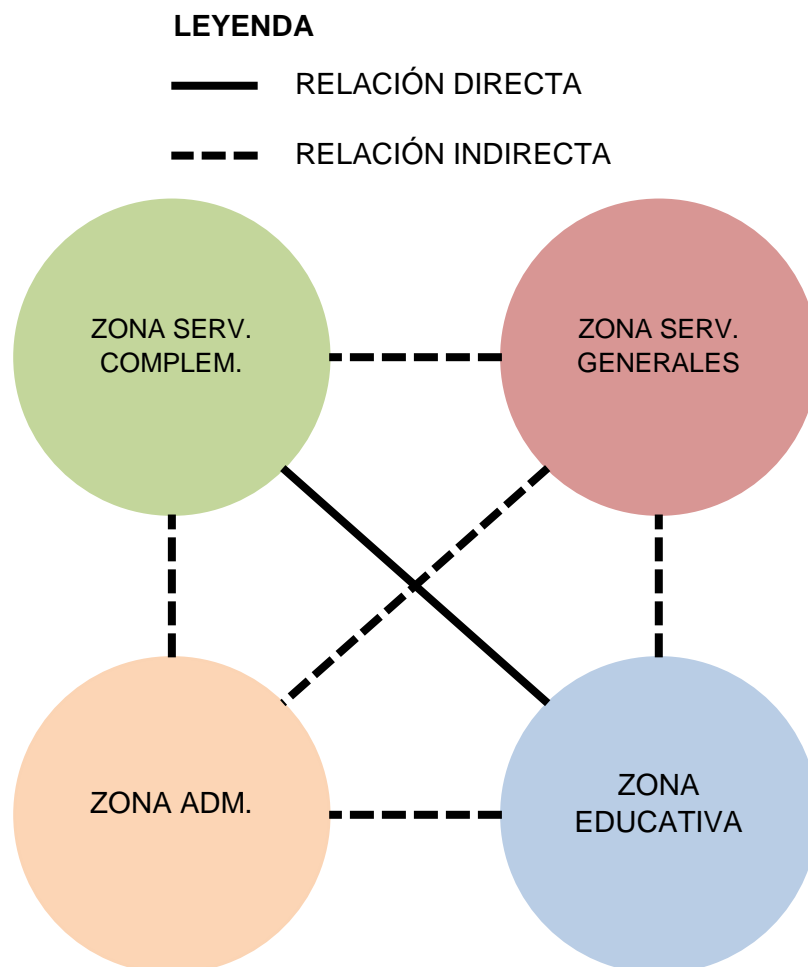 LEYENDA
RELACIÓN DIRECTA
RELACIÓN INDIRECTA
ZONA SERV.
COMPLEM.
ZONA SERV.
GENERALES
ZONA ADM.
ZONA
EDUCATIVA